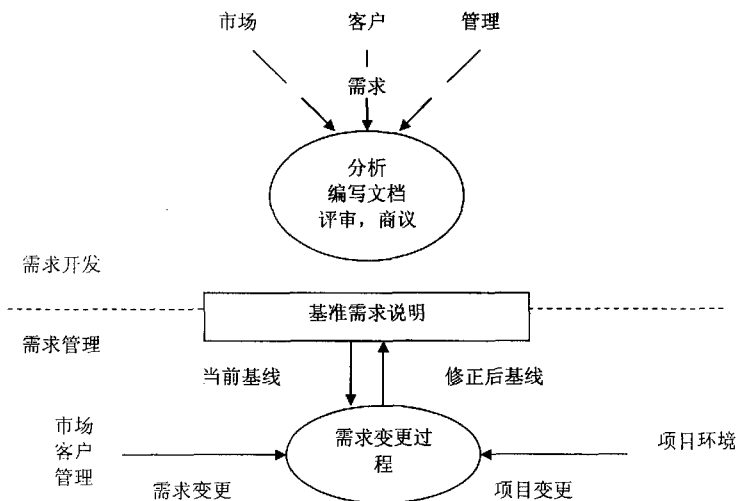 市场
客户
管理
需求
分析
编写文档
评审，商议
需求开发
基准需求说明
需求管理
当前基线
修正后基线
市场
客户
管理
需求变更过
程
项目环境
需求变更
项目变更